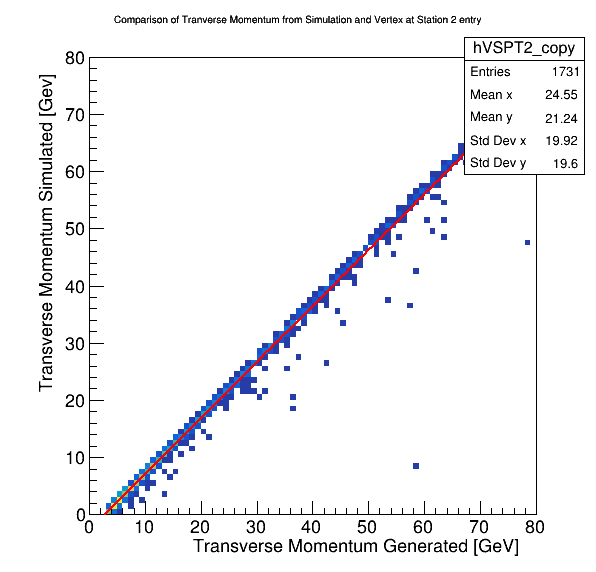 Comparison of Tranverse Momentum from Simulation and Vertex at Station 2 entry
hVSPT2_copy
Entries 1731
Mean x 24.55
Mean y 21.24
Std Dev x 19.92
Std Dev y 19.6
Transverse Momentum Simulated [Gev]
80
70
60
50
40
30
20
10
0
0 10 20 30 40 50 60 70 80
Transverse Momentum Generated [GeV]